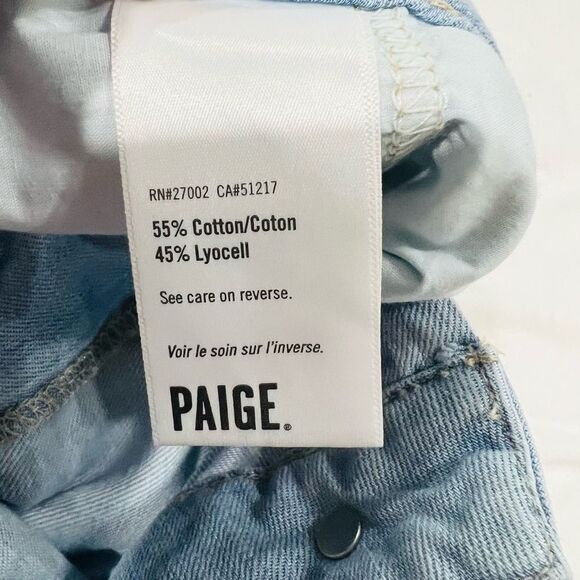 RN#27002 CA#51217
55% Cotton/Coton
45% Lyocell
See care on reverse.
Voir le soin sur l'inverse.
PAIGE®